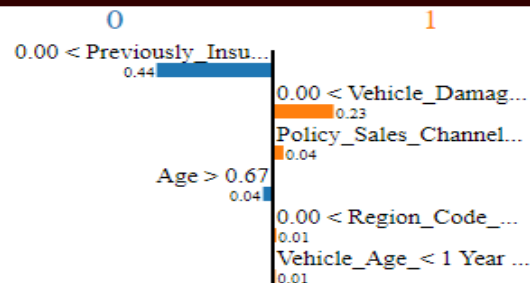 0 1
0.00 < Previously_Insu...
0.44
0.00 < Vehicle_Damag...
0.23
Policy_Sales_Channel...
0.04
Age > 0.67
0.04
0.00 < Region_Code_...
0.01
Vehicle_Age_< 1 Year ...
0.01